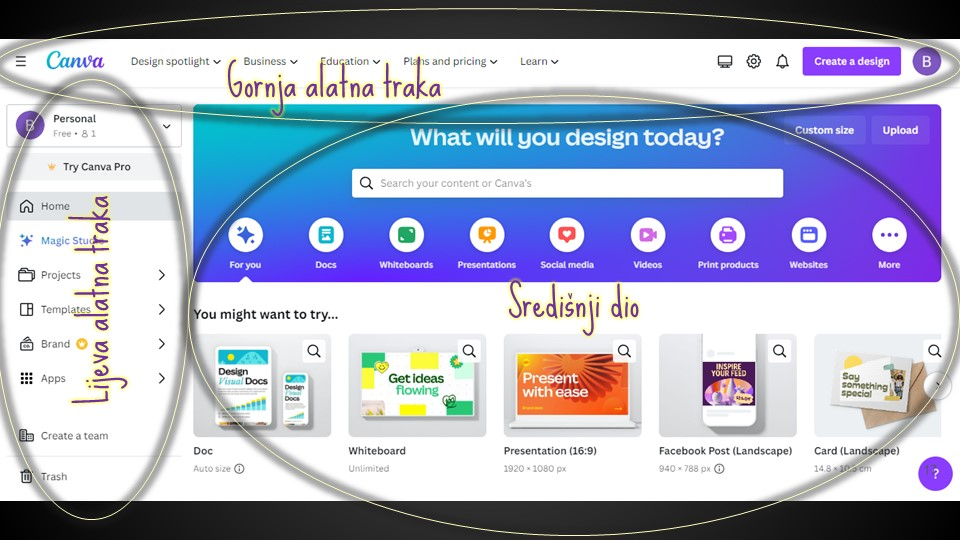 Canva
Design spotlight
Business
Education
Plans and pricing
Learn
Create a design
B
Gornja alatna traka
B
Personal
Free • 1
Try Canva Pro
Home
Magic Studio
Projects
Templates
Brand
Apps
Create a team
Trash
Lijeva alatna traka
What will you design today?
Custom size
Upload
Search your content or Canva's
For you
Docs
Whiteboards
Presentations
Social media
Videos
Print products
Websites
More
Središnji dio
You might want to try...
Design
Visual Docs
Design
Visual
Docs
Get ideas
flowing
Present
with ease
INSPIRE
YOUR FEED
Say
something
special
Doc
Auto size
Whiteboard
Unlimited
Presentation (16:9)
1920 × 1080 px
Facebook Post (Landscape)
940 × 788 px
Card (Landscape)
14.8 × 10.5 cm
?